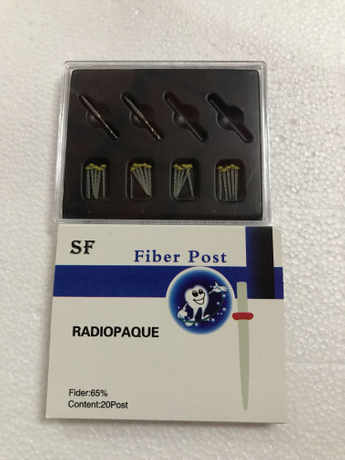 SF
Fiber Post
RADIOPAQUE
Fider:65%
Content:20Post